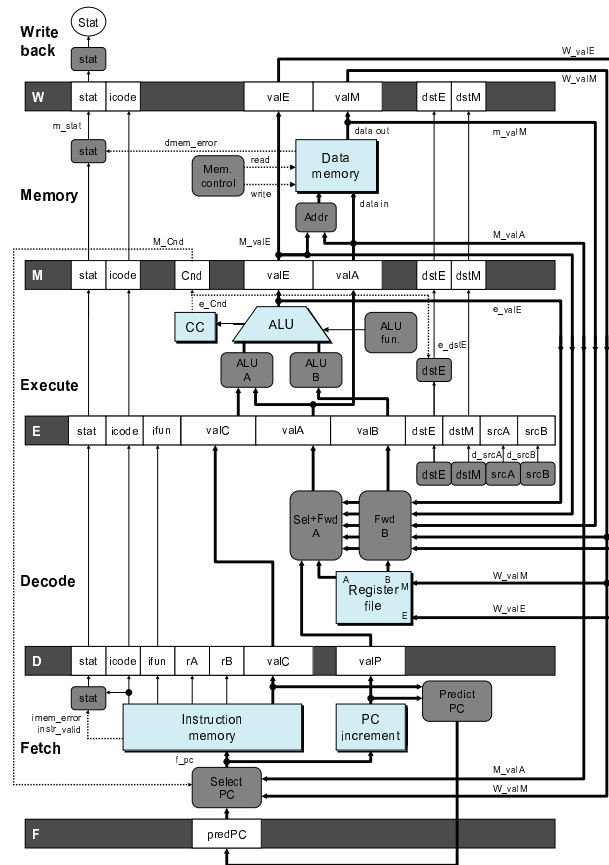 Write
back
Stat
stat
W_valE
W_valM
W
stat
icode
valE
valM
dstE
dstM
m_stat
data out
m_valM
dmem_error
stat
Mem.
control
read
write
Data
memory
Memory
Addr
data in
M_Cnd
M_valE
M_valA
M
stat
icode
Cnd
valE
valA
dstE
dstM
e_Cnd
e_valE
CC
ALU
ALU
fun.
e_dstE
Execute
ALU
A
ALU
B
dstE
E
stat
icode
ifun
valC
valA
valB
dstE
dstM
srcA
srcB
d_srcA
d_srcB
dstE
dstM
srcA
srcB
Sel+Fwd
A
Fwd
B
Decode
A
B
Register
file
M
E
W_valM
W_valE
D
stat
icode
ifun
rA
rB
valC
valP
stat
Predict
PC
imem_error
instr_valid
Instruction
memory
PC
increment
Fetch
f_pc
Select
PC
M_valA
W_valM
F
predPC